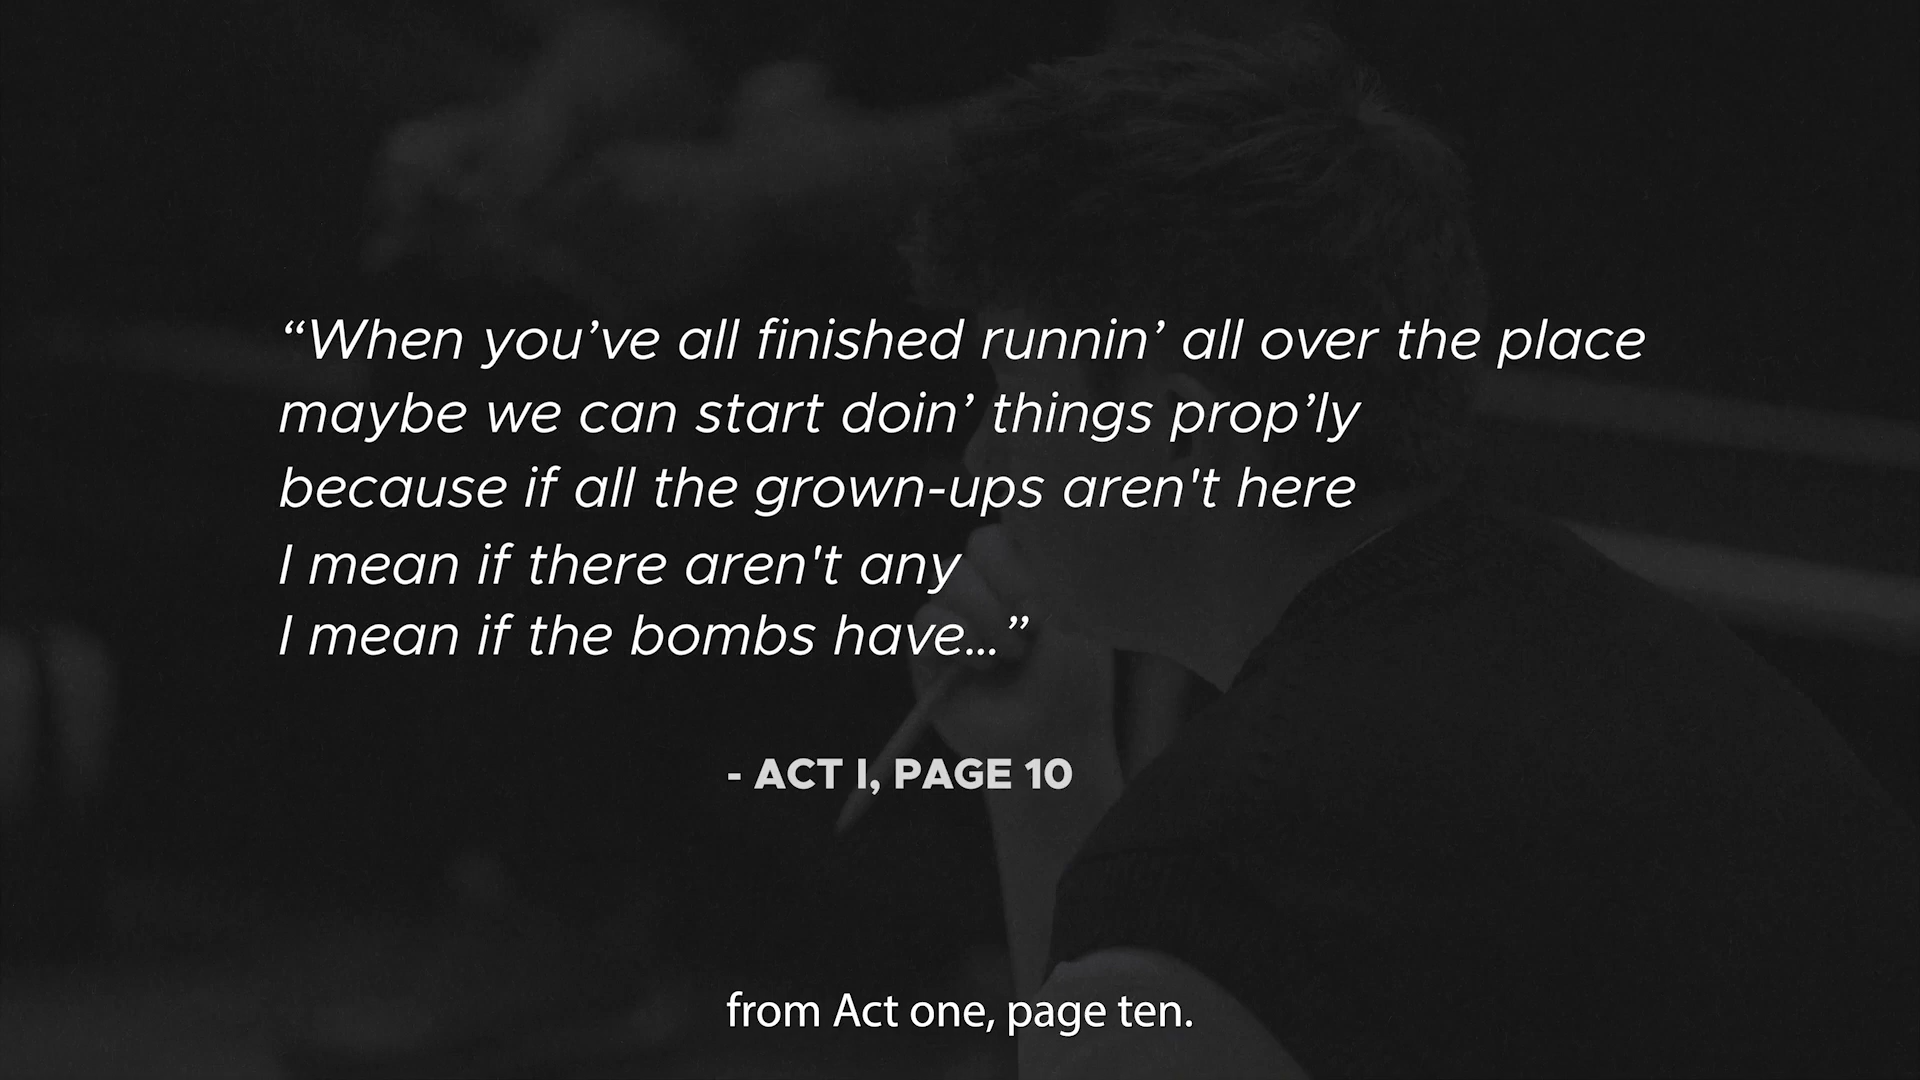 “When you’ve all finished runnin’ all over the place
maybe we can start doin’ things prop’ly
because if all the grown-ups aren't here
I mean if there aren't any
I mean if the bombs have...”
- ACT I, PAGE 10
from Act one, page ten.